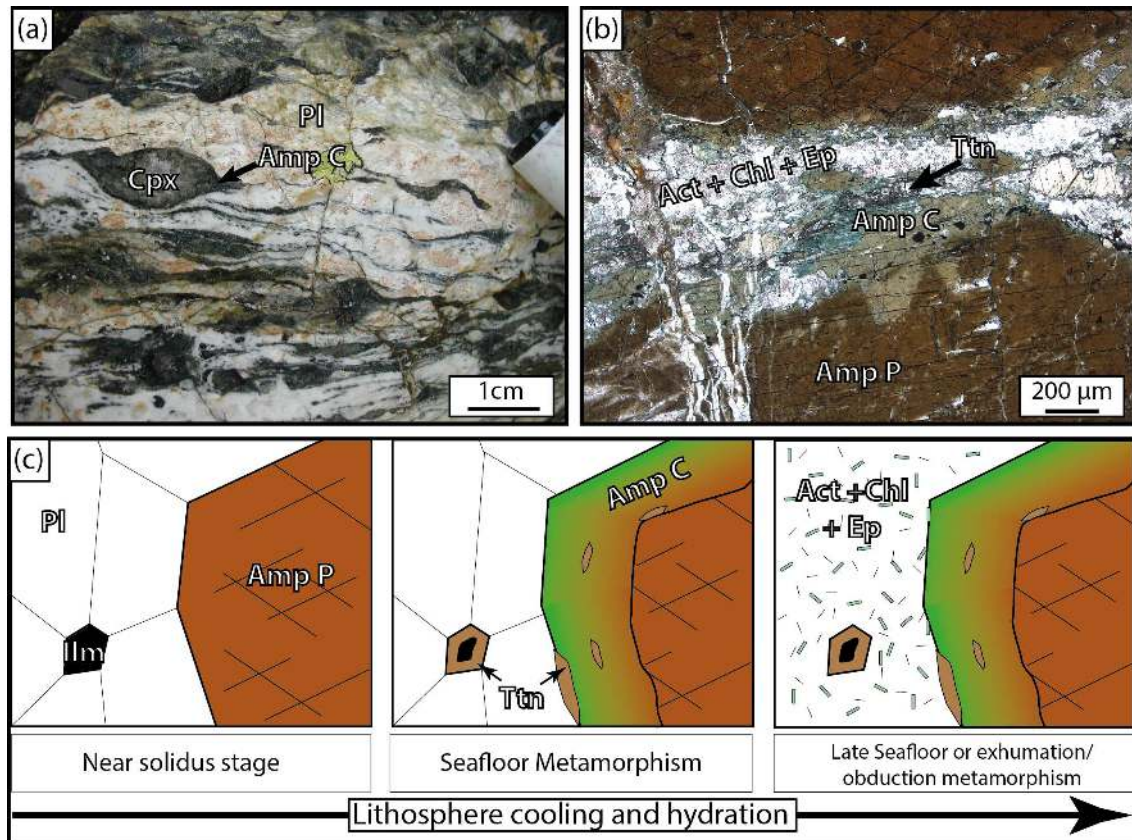 (a)
Pl
Amp C
Cpx
1cm
(b)
Act + Chl + Ep
Ttn
Amp C
Amp P
200 µm
(c)
Pl
Amp P
Ilm
Near solidus stage
Amp C
Ttn
Seafloor Metamorphism
Act +Chl
+ Ep
Late Seafloor or exhumation/
obduction metamorphism
Lithosphere cooling and hydration